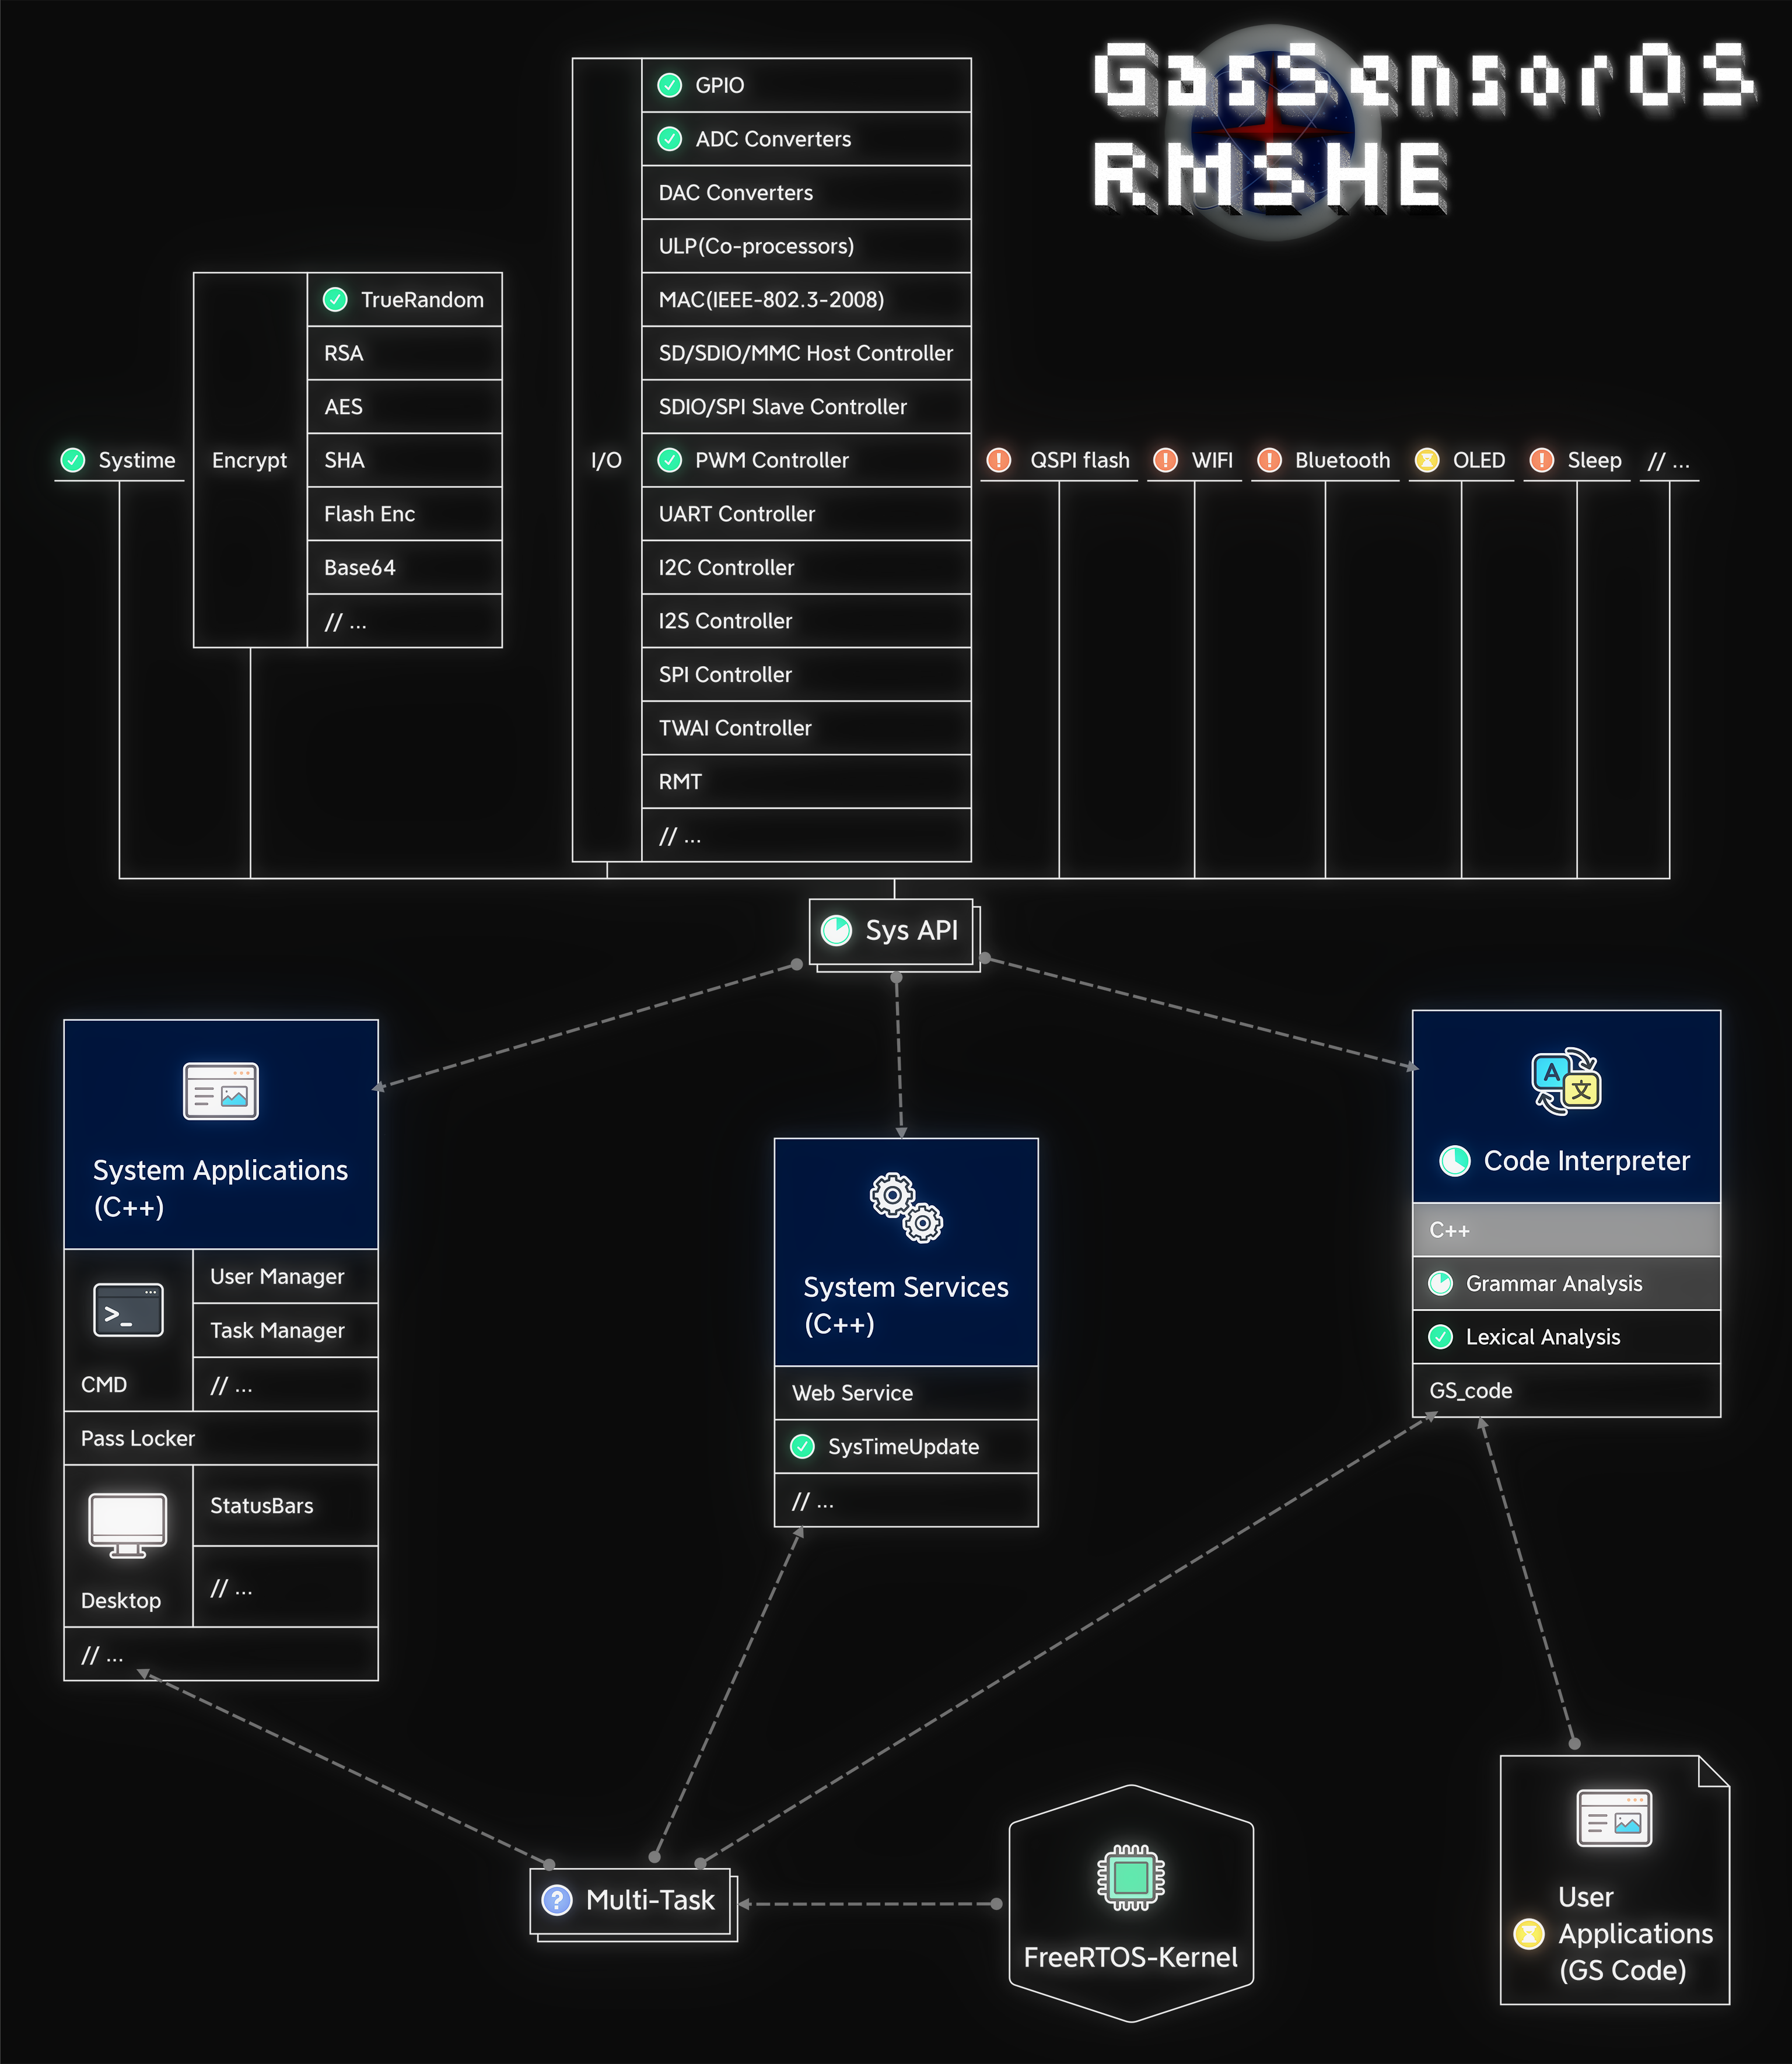 GasSensorOS
RMSHE
GPIO
ADC Converters
DAC Converters
ULP(Co-processors)
MAC(IEEE-802.3-2008)
SD/SDIO/MMC Host Controller
SDIO/SPI Slave Controller
I/O
PWM Controller
UART Controller
I2C Controller
I2S Controller
SPI Controller
TWAI Controller
RMT
// ...
Systime
Encrypt
TrueRandom
RSA
AES
SHA
Flash Enc
Base64
// ...
QSPI flash
WIFI
Bluetooth
OLED
Sleep
// ...
Sys API
System Applications
(C++)
CMD
User Manager
Task Manager
// ...
Pass Locker
Desktop
StatusBars
// ...
// ...
System Services
(C++)
Web Service
SysTimeUpdate
// ...
A 文
Code Interpreter
C++
Grammar Analysis
Lexical Analysis
GS_code
Multi-Task
FreeRTOS-Kernel
User
Applications
(GS Code)